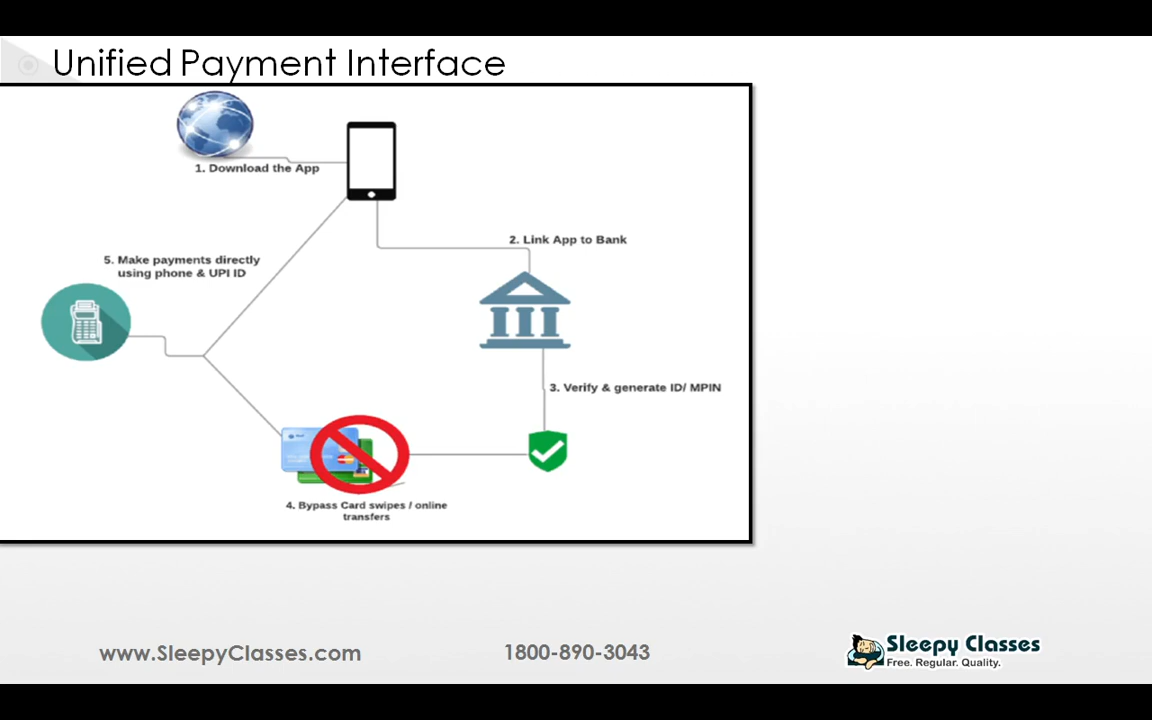 Unified Payment Interface
1. Download the App
2. Link App to Bank
5. Make payments directly
using phone & UPI ID
3. Verify & generate ID/ MPIN
4. Bypass Card swipes / online
transfers
www.SleepyClasses.com
1800-890-3043
Sleepy Classes
Free. Regular. Quality.